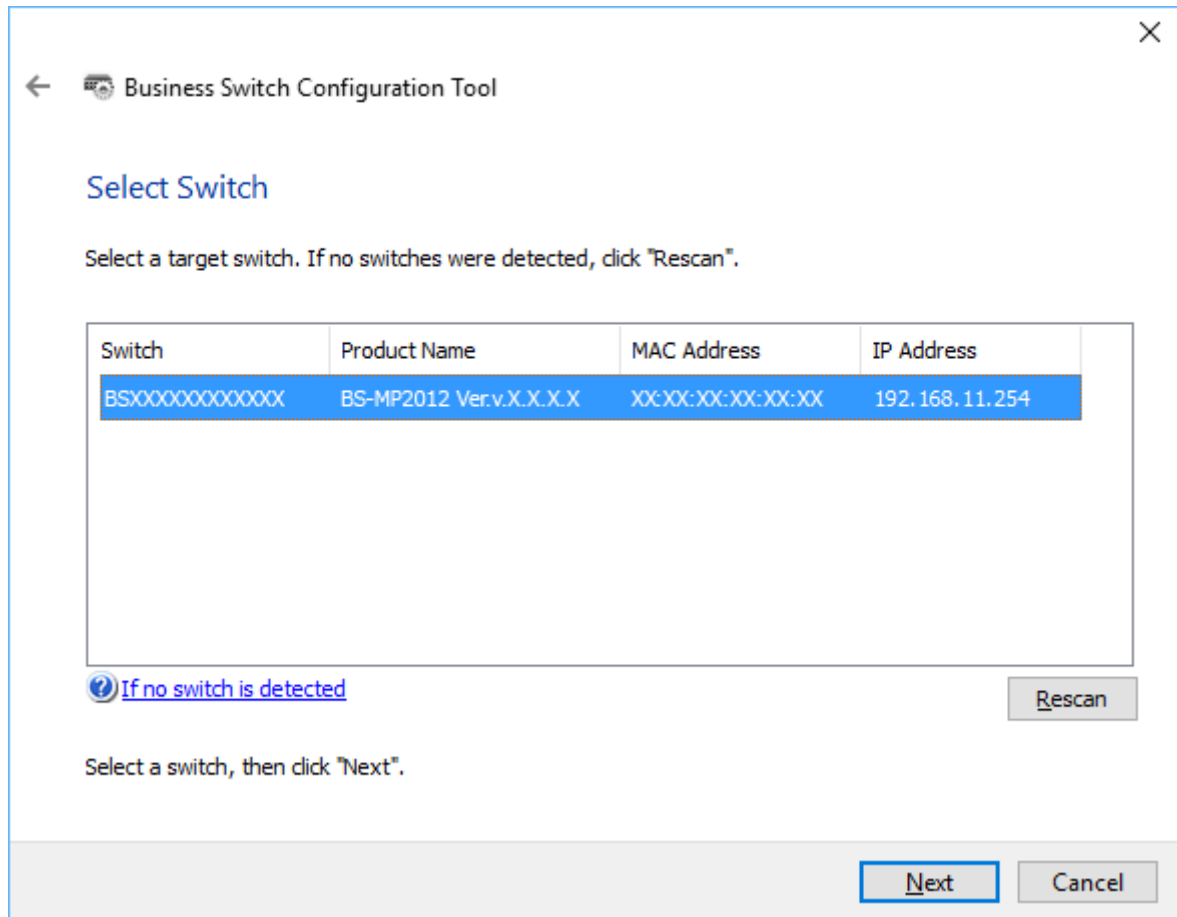 Business Switch Configuration Tool
Select Switch
Select a target switch. If no switches were detected, click "Rescan".
Switch Product Name MAC Address IP Address
BSXXXXXXXXXXXX BS-MP2012 Ver.v.X.X.X.X XX:XX:XX:XX:XX:XX 192.168.11.254
If no switch is detected
Rescan
Select a switch, then click "Next".
Next Cancel